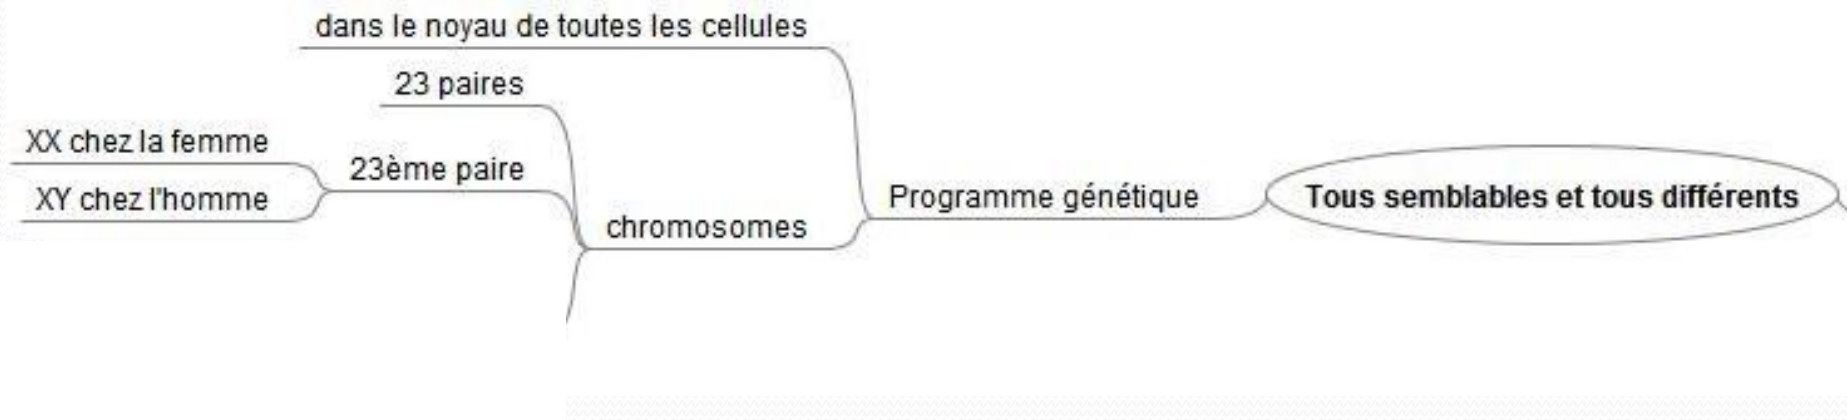 dans le noyau de toutes les cellules
23 paires
XX chez la femme
23ème paire
XY chez l'homme
Programme génétique
Tous semblables et tous différents
chromosomes